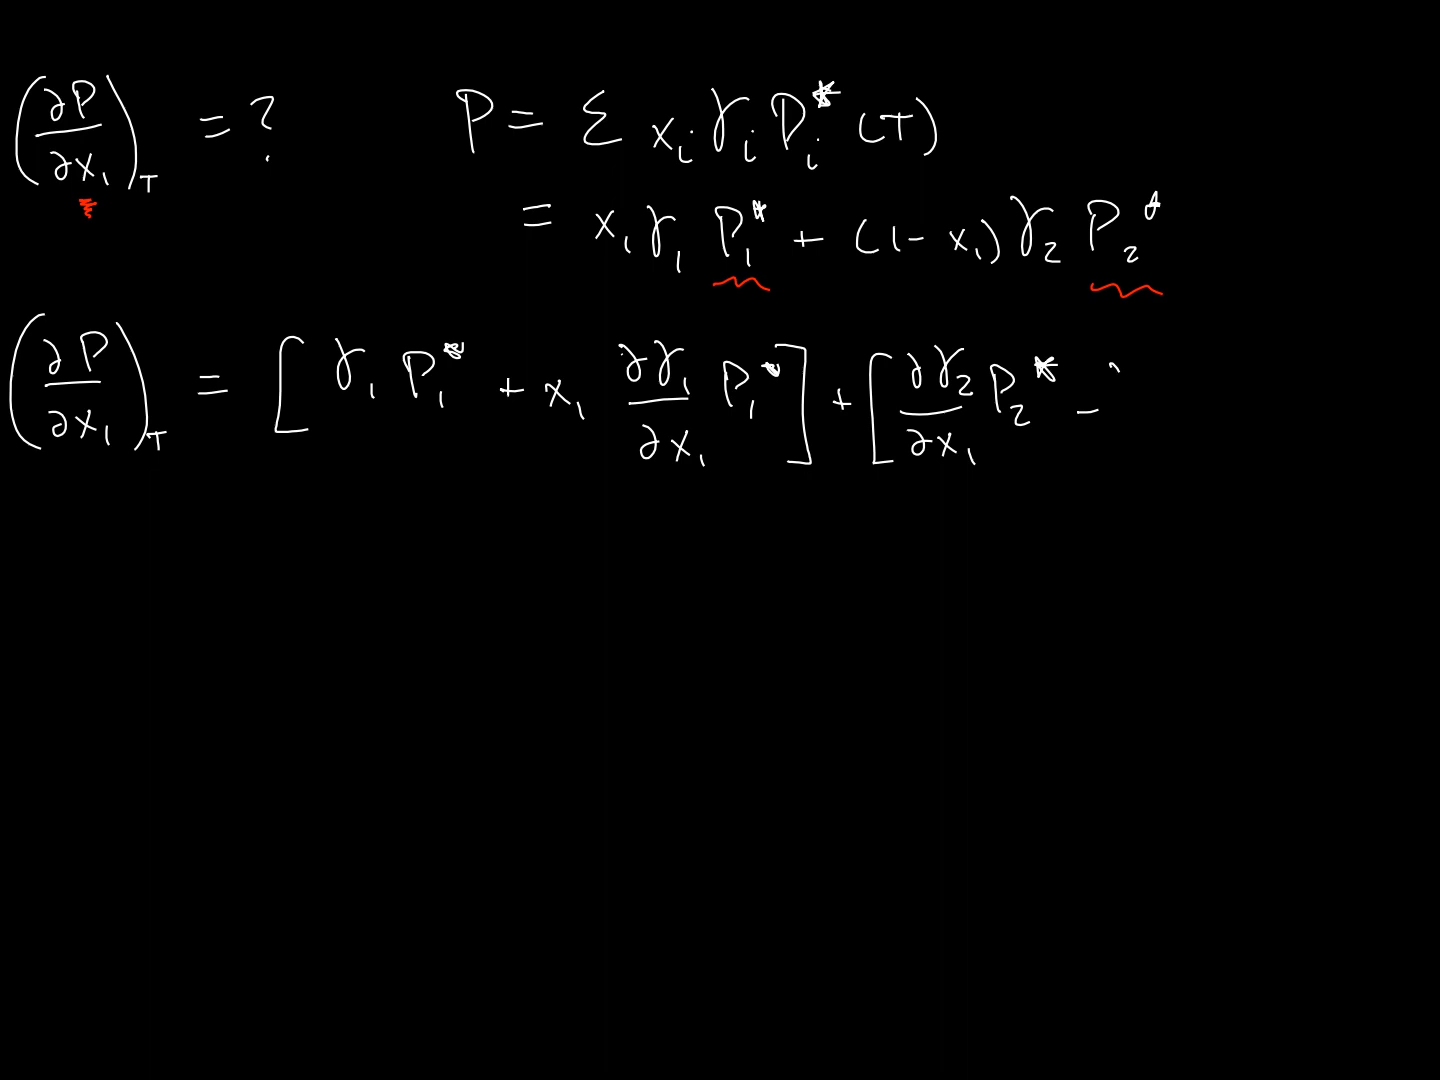 (∂P/∂x₁)_T = ? P = Σ xᵢ γᵢ Pᵢ* (T)
= x₁ γ₁ P₁* + (1 - x₁) γ₂ P₂*
(∂P/∂x₁)_T = [ γ₁ P₁* + x₁ ∂γ₁/∂x₁ P₁* ] + [ ∂γ₂/∂x₁ P₂* -